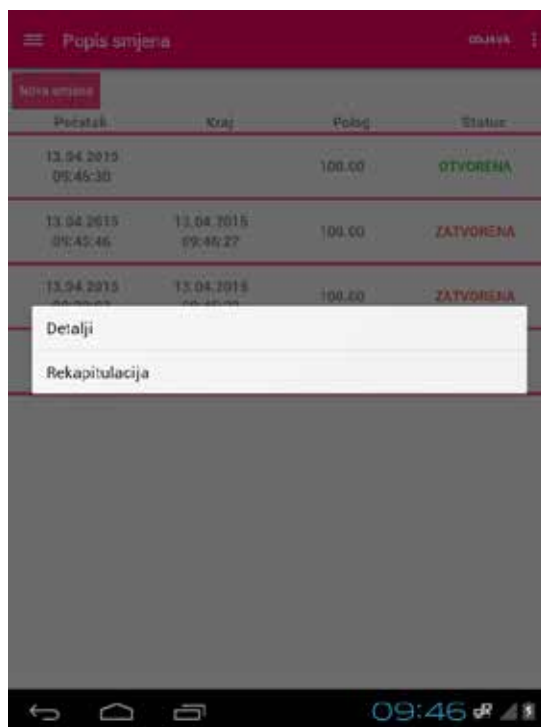 Popis smjena ODJAVA
Nova smjena
Početak Kraj Polog Status
13.04.2015 100.00 OTVORENA
09:46:30
13.04.2015 13.04.2015 100.00 ZATVORENA
09:45:46 09:46:27
13.04.2015 13.04.2015 100.00 ZATVORENA
Detalji
Rekapitulacija
09:46